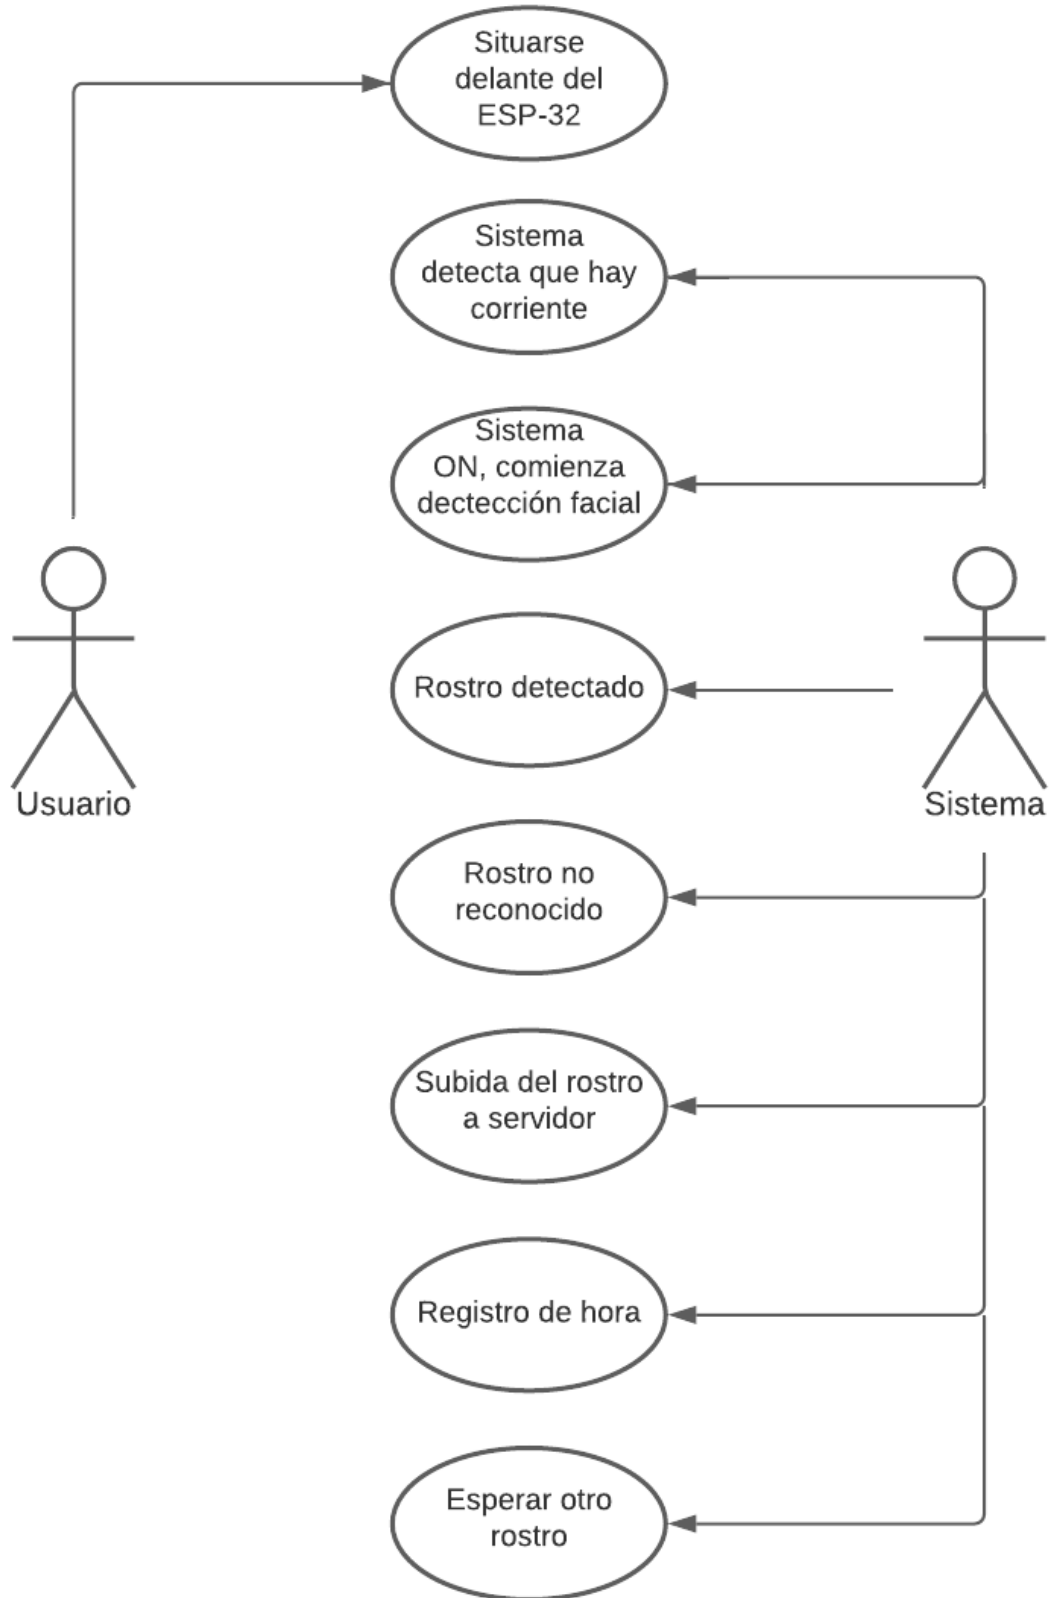 Situarse
delante del
ESP-32
Sistema
detecta que hay
corriente
Sistema
ON, comienza
dectección facial
Rostro detectado
Usuario
Sistema
Rostro no
reconocido
Subida del rostro
a servidor
Registro de hora
Esperar otro
rostro